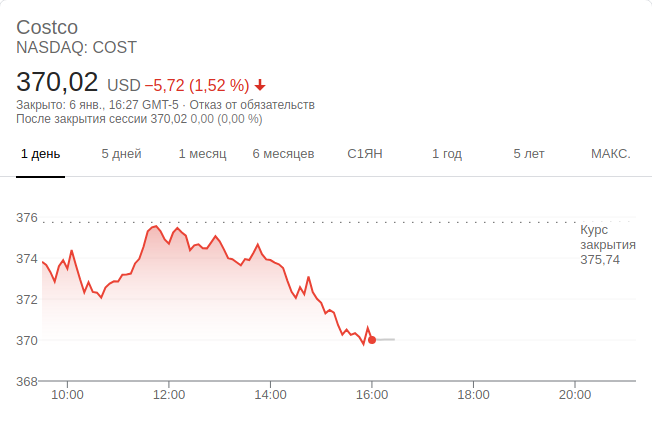 Costco
NASDAQ: COST
370,02 USD −5,72 (1,52 %)
Закрыто: 6 янв., 16:27 GMT-5 · Отказ от обязательств
После закрытия сессии 370,02 0,00 (0,00 %)
1 день 5 дней 1 месяц 6 месяцев С1ЯН 1 год 5 лет МАКС.
376
Курс
закрытия
375,74
374
372
370
368
10:00 12:00 14:00 16:00 18:00 20:00